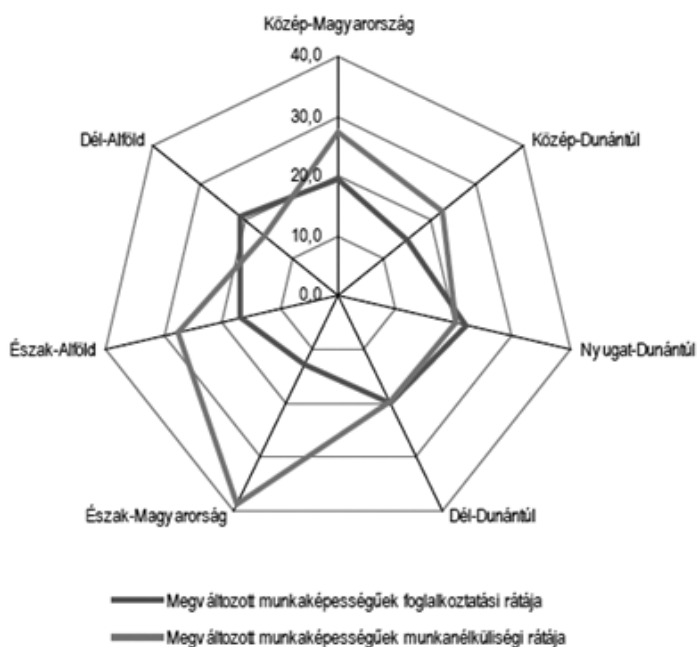 Közép-Magyarország
40,0
Dél-Alföld
30,0
Közép-Dunántúl
20,0
10,0
0,0
Észak-Alföld
Nyugat-Dunántúl
Észak-Magyarorság
Dél-Dunántúl
Megváltozott munkaképességűek foglalkoztatási rátája
Megváltozott munkaképességűek munkanélküliségi rátája